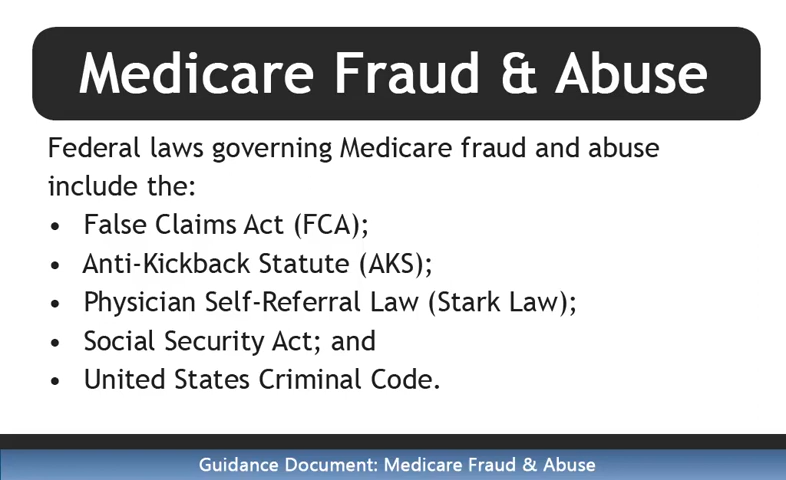 Medicare Fraud & Abuse
Federal laws governing Medicare fraud and abuse
include the:
• False Claims Act (FCA);
• Anti-Kickback Statute (AKS);
• Physician Self-Referral Law (Stark Law);
• Social Security Act; and
• United States Criminal Code.
Guidance Document: Medicare Fraud & Abuse